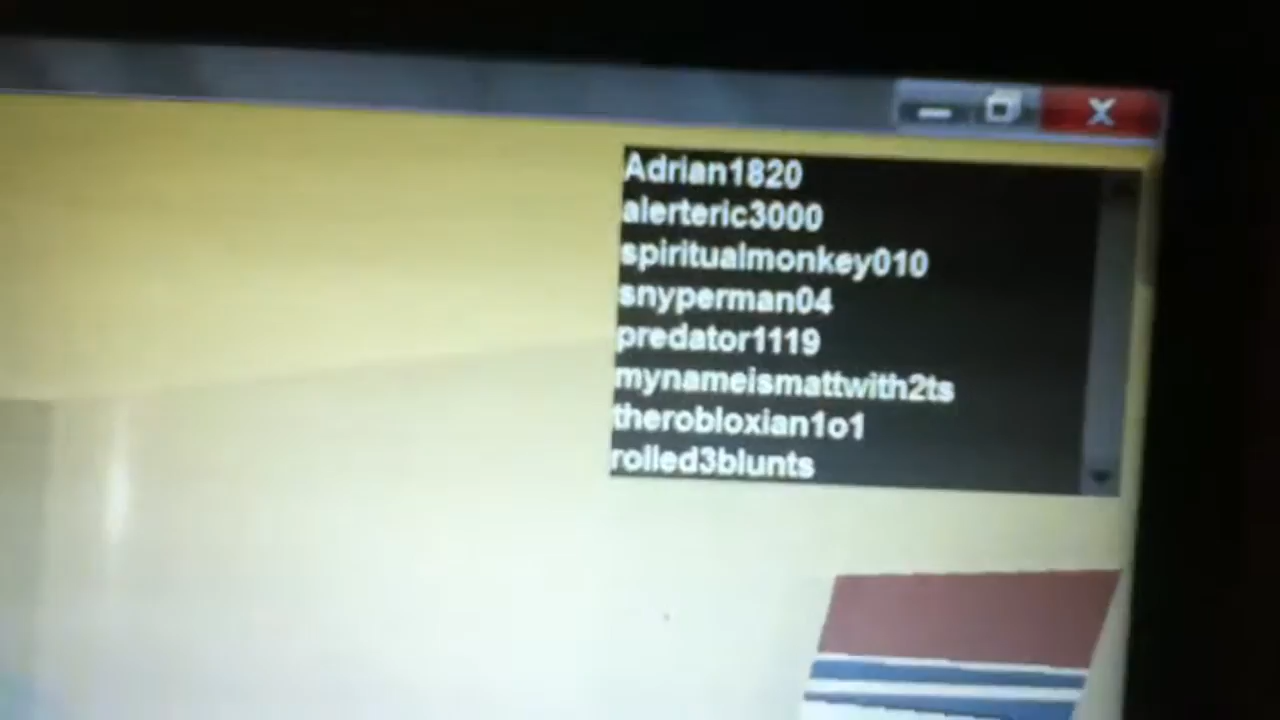 Adrian1820
alerteric3000
spiritualmonkey010
snyperman04
predator1119
mynameismattwith2ts
therobloxian1o1
rolled3blunts